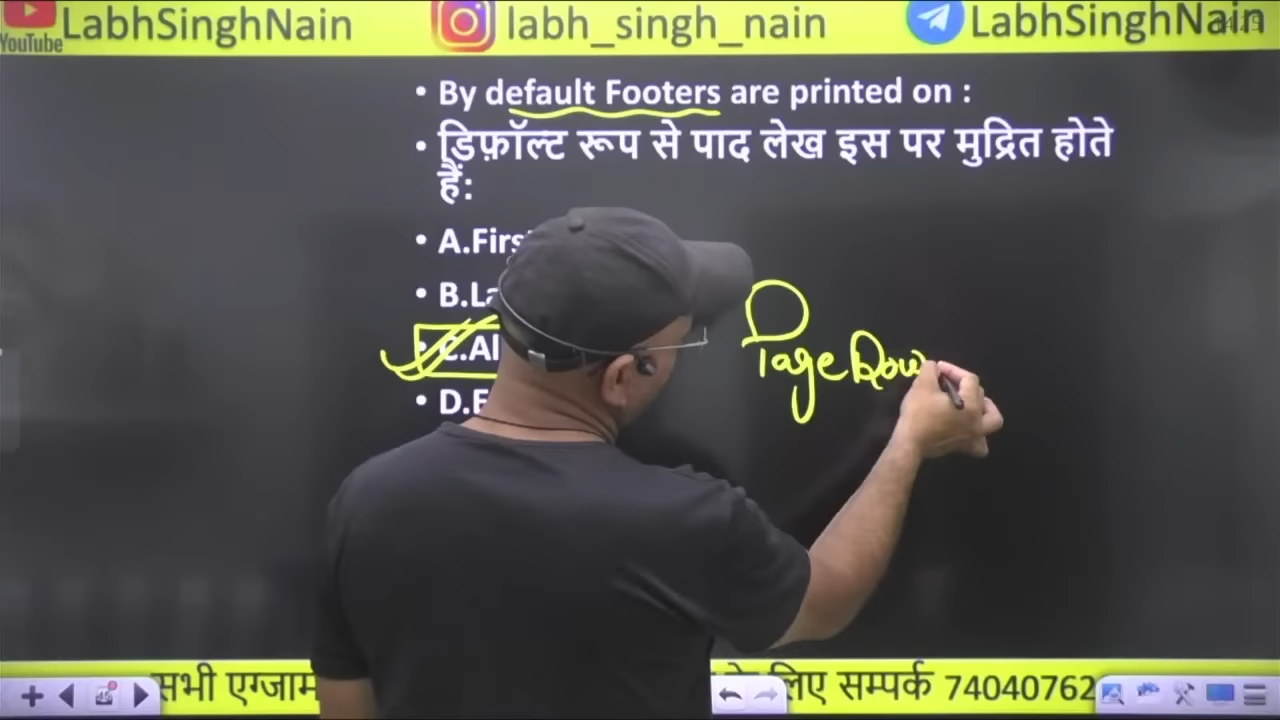 YouTube
LabhSinghNain
labh_singh_nain
LabhSinghNain
• By default Footers are printed on :
• डिफ़ॉल्ट रूप से पाद लेख इस पर मुद्रित होते
हैं:
• A.Firs
• B.La
• C.Al
• D.E
Page Dow
सभी एग्जाम
के लिए सम्पर्क 74040762